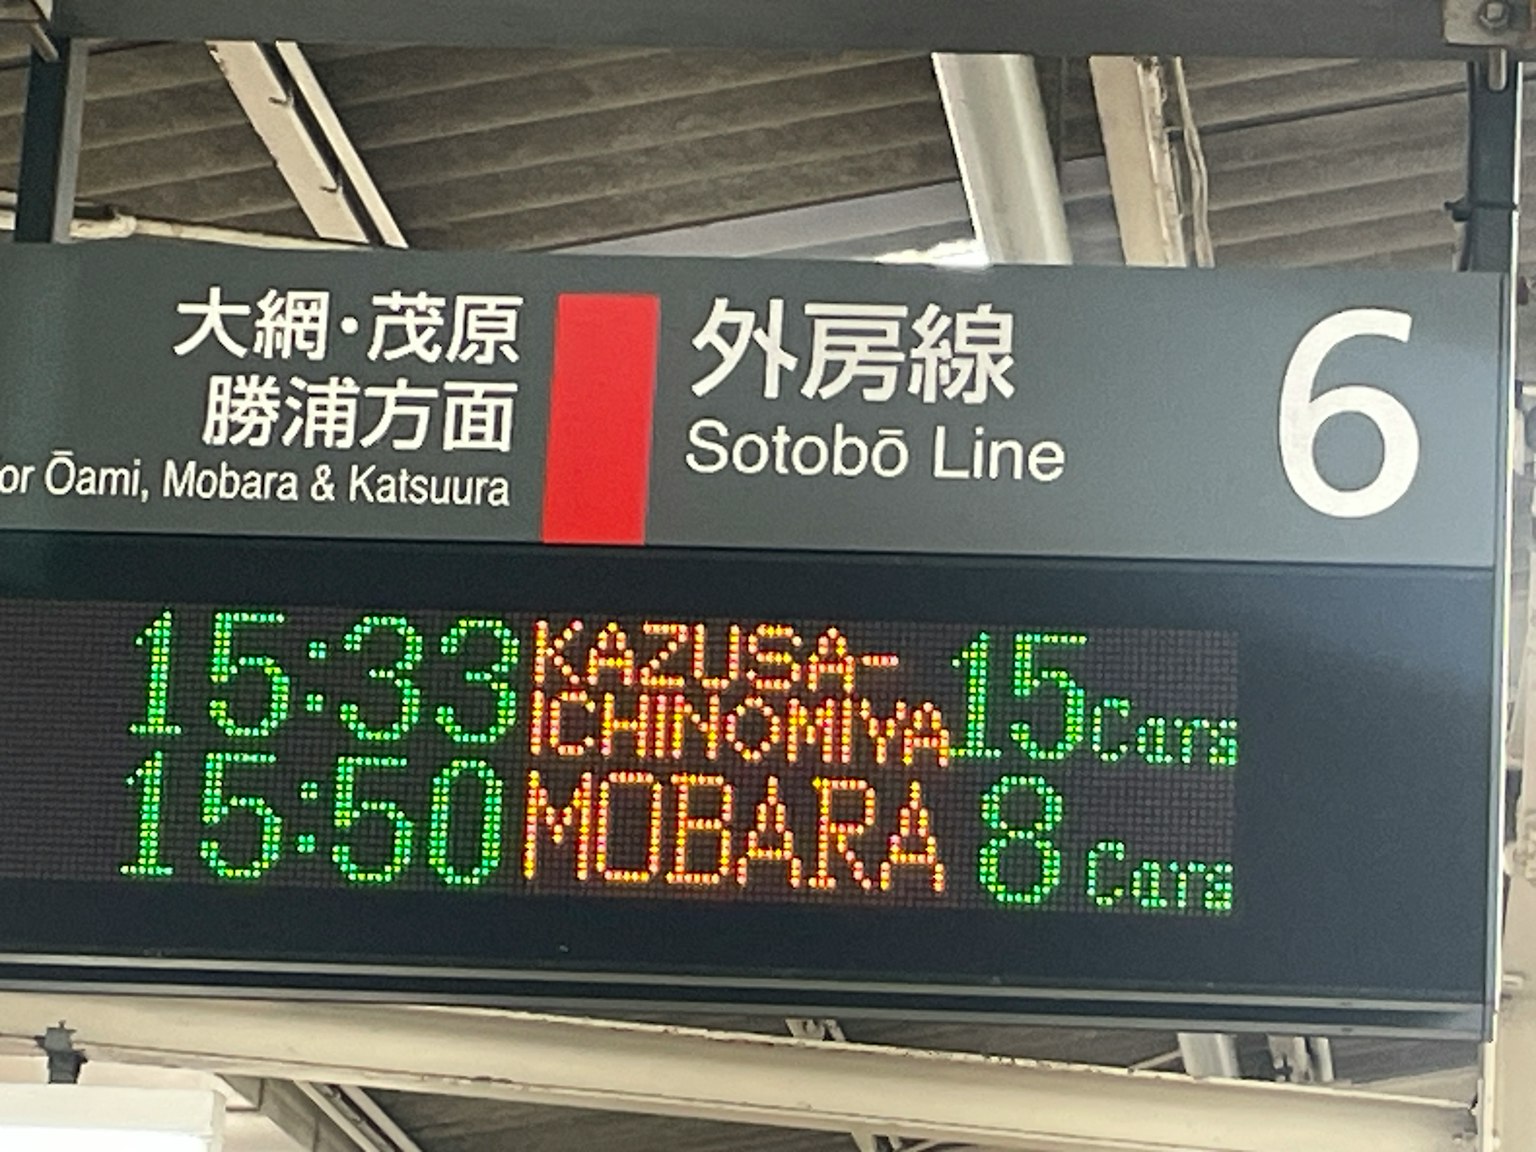 大網・茂原
勝浦方面
or Ōami, Mobara & Katsuura
外房線
Sotobō Line
6
15:33 KAZUSA-ICHINOMIYA 15 Cars
15:50 MOBARA 8 Cars